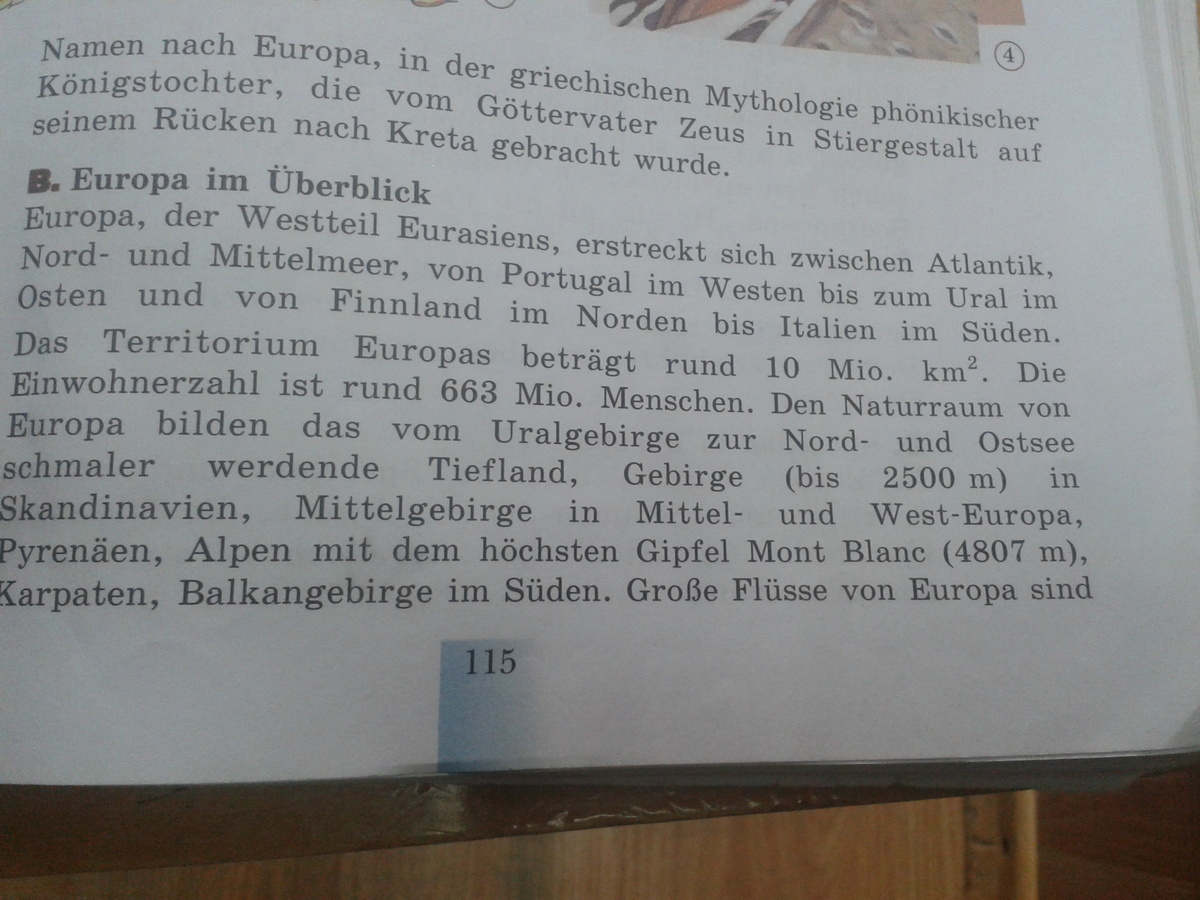 ④
Namen nach Europa, in der griechischen Mythologie phönikischer
Königstochter, die vom Göttervater Zeus in Stiergestalt auf
seinem Rücken nach Kreta gebracht wurde.
B. Europa im Überblick
Europa, der Westteil Eurasiens, erstreckt sich zwischen Atlantik,
Nord- und Mittelmeer, von Portugal im Westen bis zum Ural im
Osten und von Finnland im Norden bis Italien im Süden.
Das Territorium Europas beträgt rund 10 Mio. km². Die
Einwohnerzahl ist rund 663 Mio. Menschen. Den Naturraum von
Europa bilden das vom Uralgebirge zur Nord- und Ostsee
schmaler werdende Tiefland, Gebirge (bis 2500 m) in
Skandinavien, Mittelgebirge in Mittel- und West-Europa,
Pyrenäen, Alpen mit dem höchsten Gipfel Mont Blanc (4807 m),
Karpaten, Balkangebirge im Süden. Große Flüsse von Europa sind
115